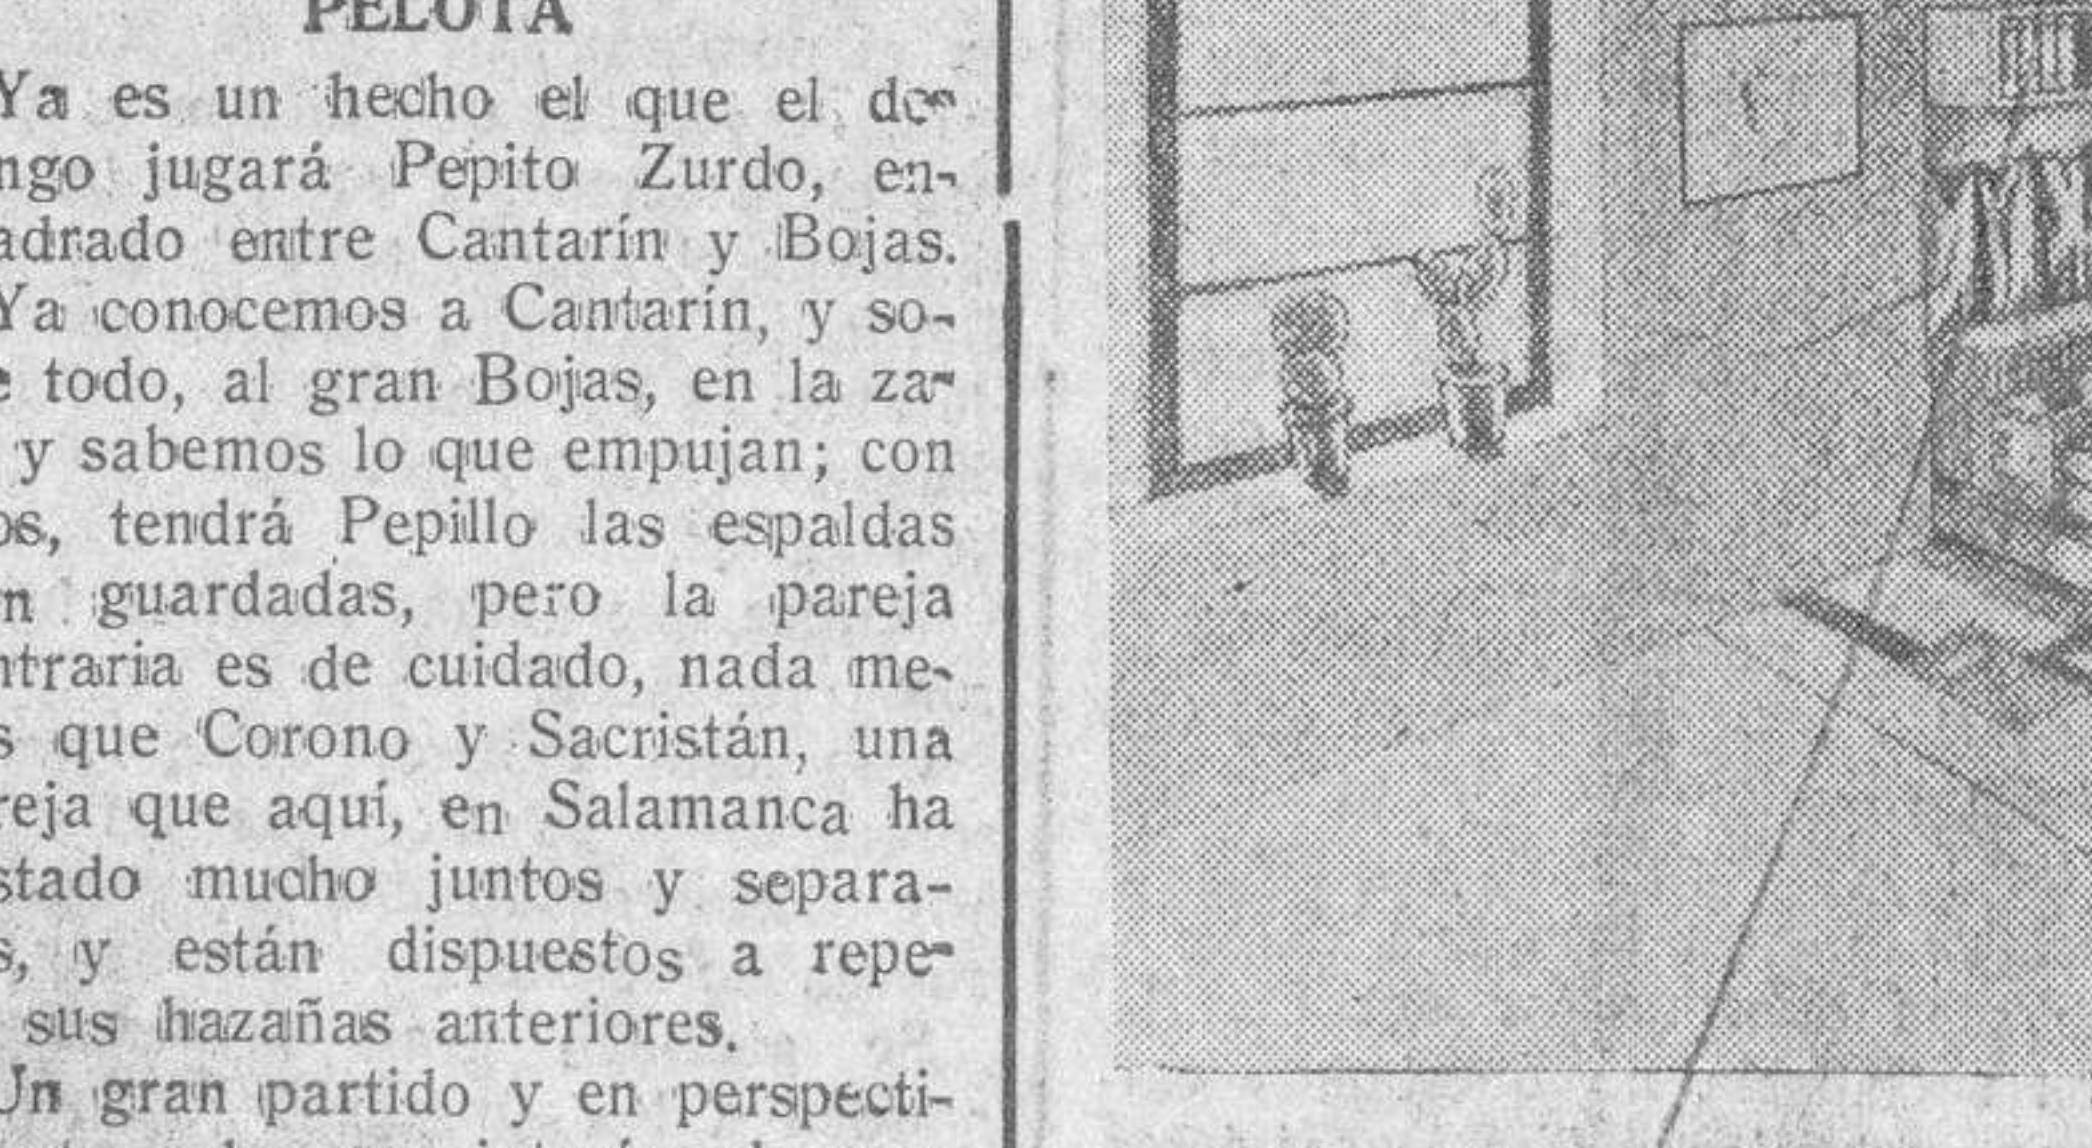 PELOTA
Ya es un hecho el que el do-
ngo jugará Pepito Zurdo, en-
adrado entre Cantarín y Bojas.
Ya conocemos a Cantarín, y so-
e todo, al gran Bojas, en la za-
y sabemos lo que empujan; con
os, tendrá Pepillo las espaldas
n guardadas, pero la pareja
ntraria es de cuidado, nada me-
s que Corono y Sacristán, una
reja que aquí, en Salamanca ha
stado mucho juntos y separa-
s, y están dispuestos a repe-
sus hazañas anteriores.
Un gran partido y en perspecti-